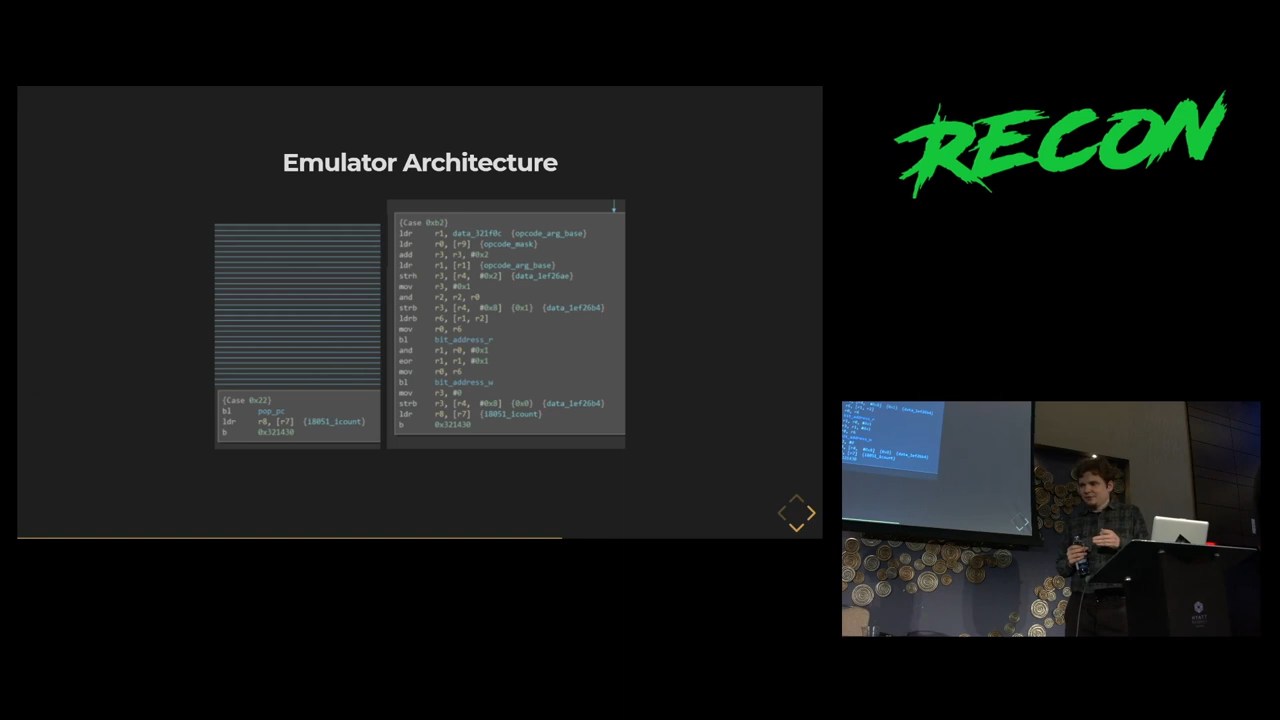 RECON
Emulator Architecture
{Case 0x22}
bl pop_pc
ldr r8, [r7] {i8051_icount}
b 0x321430
{Case 0xb2}
ldr r1, data_321f0c {opcode_arg_base}
ldr r0, [r9] {opcode_mask}
add r3, r3, #0x2
ldr r1, [r1] {opcode_arg_base}
strh r3, [r4, #0x2] {data_1ef26ae}
mov r3, #0x1
and r2, r2, r0
strb r3, [r4, #0x8] {0x1} {data_1ef26b4}
ldrb r6, [r1, r2]
mov r0, r6
bl bit_address_r
and r1, r0, #0x1
eor r1, r1, #0x1
mov r0, r6
bl bit_address_w
mov r3, #0
strb r3, [r4, #0x8] {0x0} {data_1ef26b4}
ldr r8, [r7] {i8051_icount}
b 0x321430
HYATT